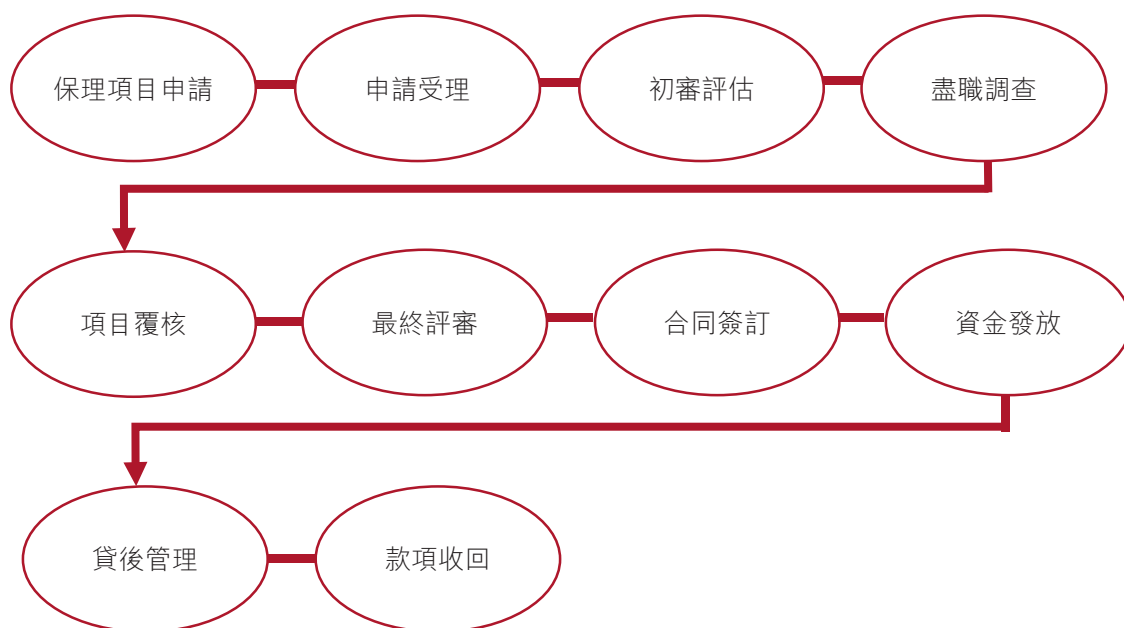 保理項目申請
申請受理
初審評估
盡職調查
項目覆核
最終評審
合同簽訂
資金發放
貸後管理
款項收回